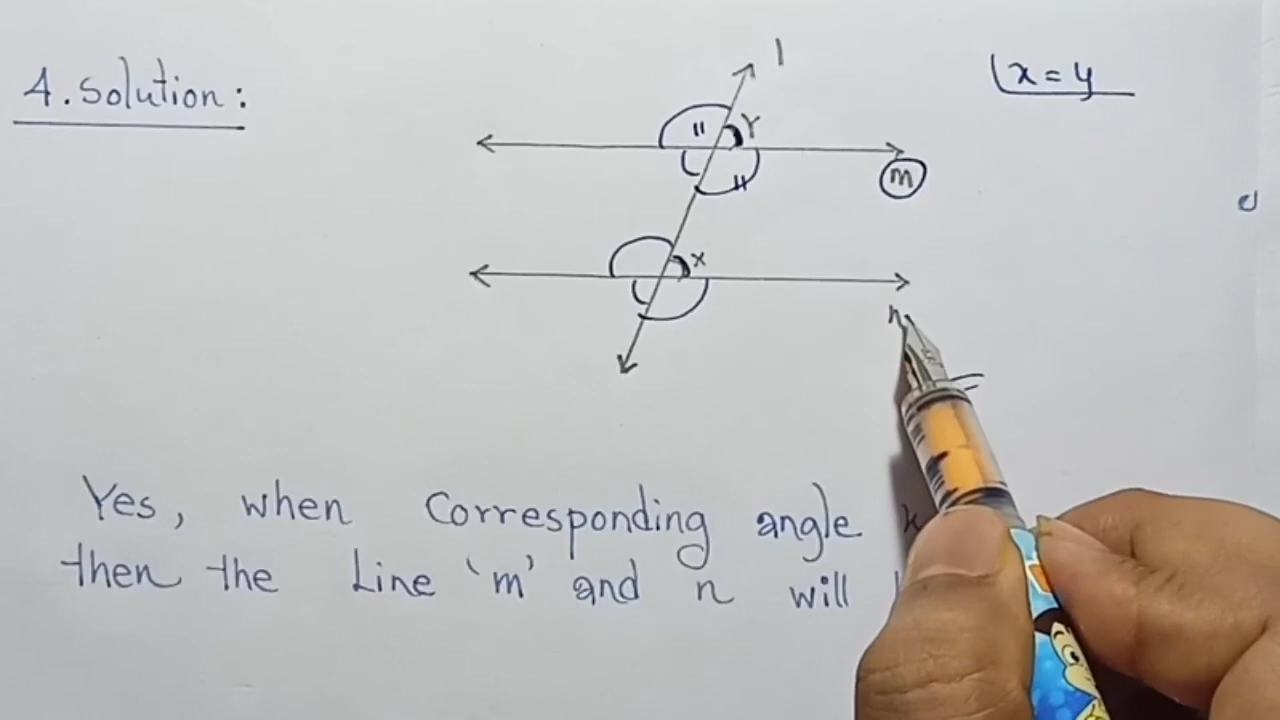 4. Solution:
x = y
l
Y
m
x
n
Yes, when Corresponding angle x
then the Line 'm' and n will